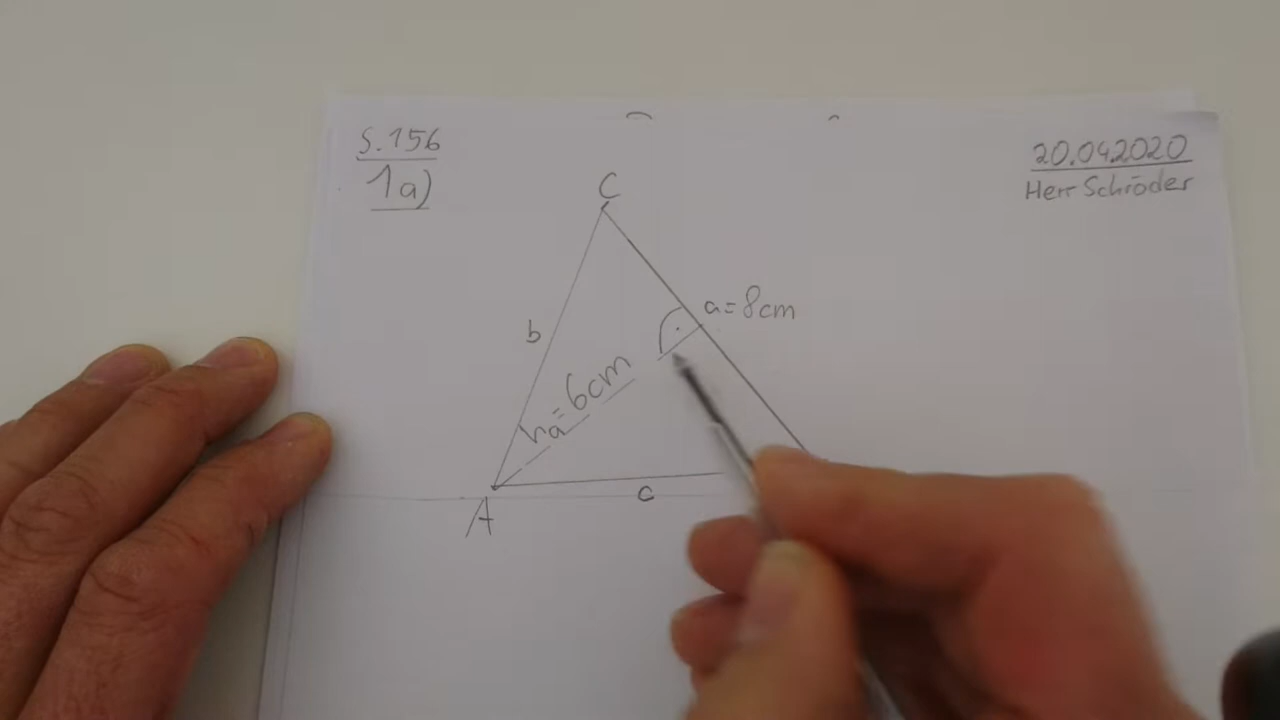 S.156
1a)
20.04.2020
Herr Schröder
C
a=8cm
b
ha=6cm
c
A